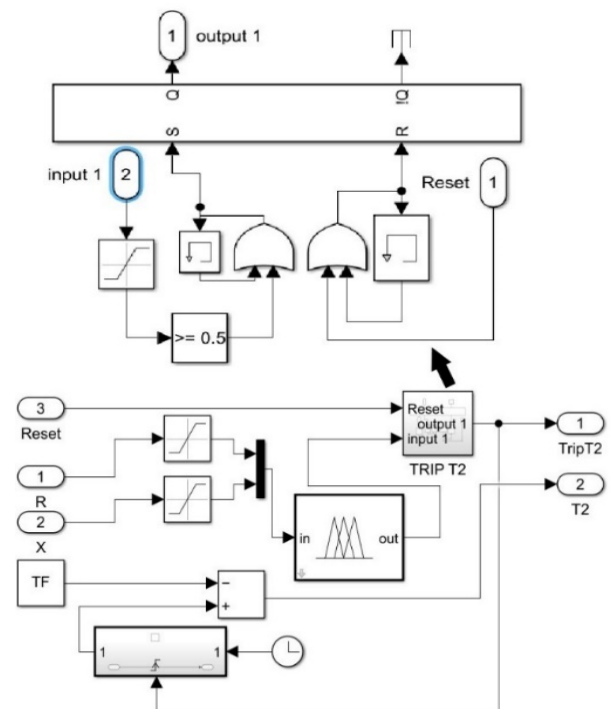 1 output 1
Q !Q
S R
input 1 2
Reset 1
>= 0.5
3
Reset
Reset
output 1
input 1
TRIP T2
1
TripT2
1
R
2
X
2
T2
in out
TF
−
+
1 1